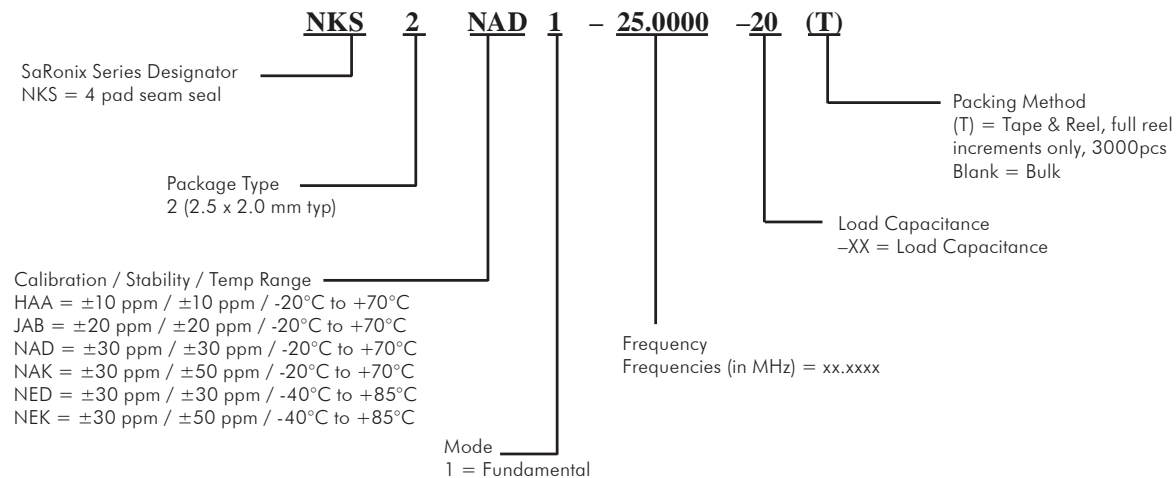 NKS 2 NAD 1 – 25.0000 –20 (T)
SaRonix Series Designator
NKS = 4 pad seam seal
Packing Method
(T) = Tape & Reel, full reel
increments only, 3000pcs
Blank = Bulk
Package Type
2 (2.5 x 2.0 mm typ)
Load Capacitance
–XX = Load Capacitance
Calibration / Stability / Temp Range
HAA = ±10 ppm / ±10 ppm / -20°C to +70°C
JAB = ±20 ppm / ±20 ppm / -20°C to +70°C
NAD = ±30 ppm / ±30 ppm / -20°C to +70°C
NAK = ±30 ppm / ±50 ppm / -20°C to +70°C
NED = ±30 ppm / ±30 ppm / -40°C to +85°C
NEK = ±30 ppm / ±50 ppm / -40°C to +85°C
Frequency
Frequencies (in MHz) = xx.xxxx
Mode
1 = Fundamental